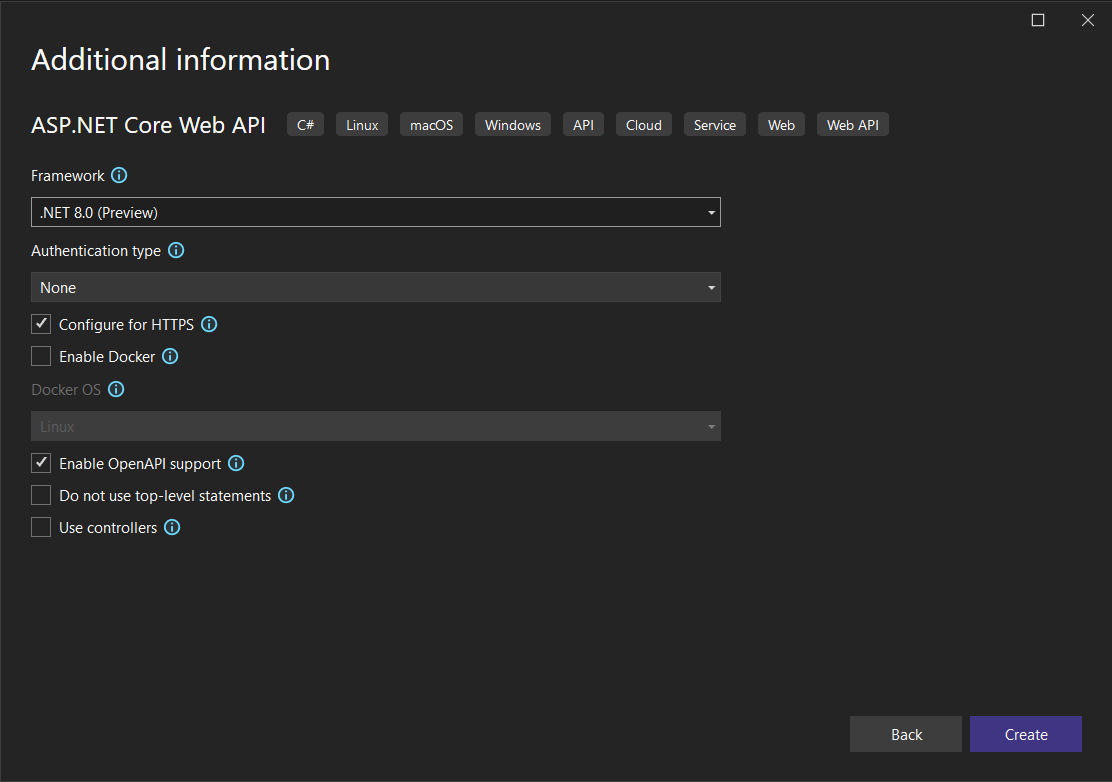 Additional information
ASP.NET Core Web API C# Linux macOS Windows API Cloud Service Web Web API
Framework
.NET 8.0 (Preview)
Authentication type
None
Configure for HTTPS
Enable Docker
Docker OS
Linux
Enable OpenAPI support
Do not use top-level statements
Use controllers
Back Create